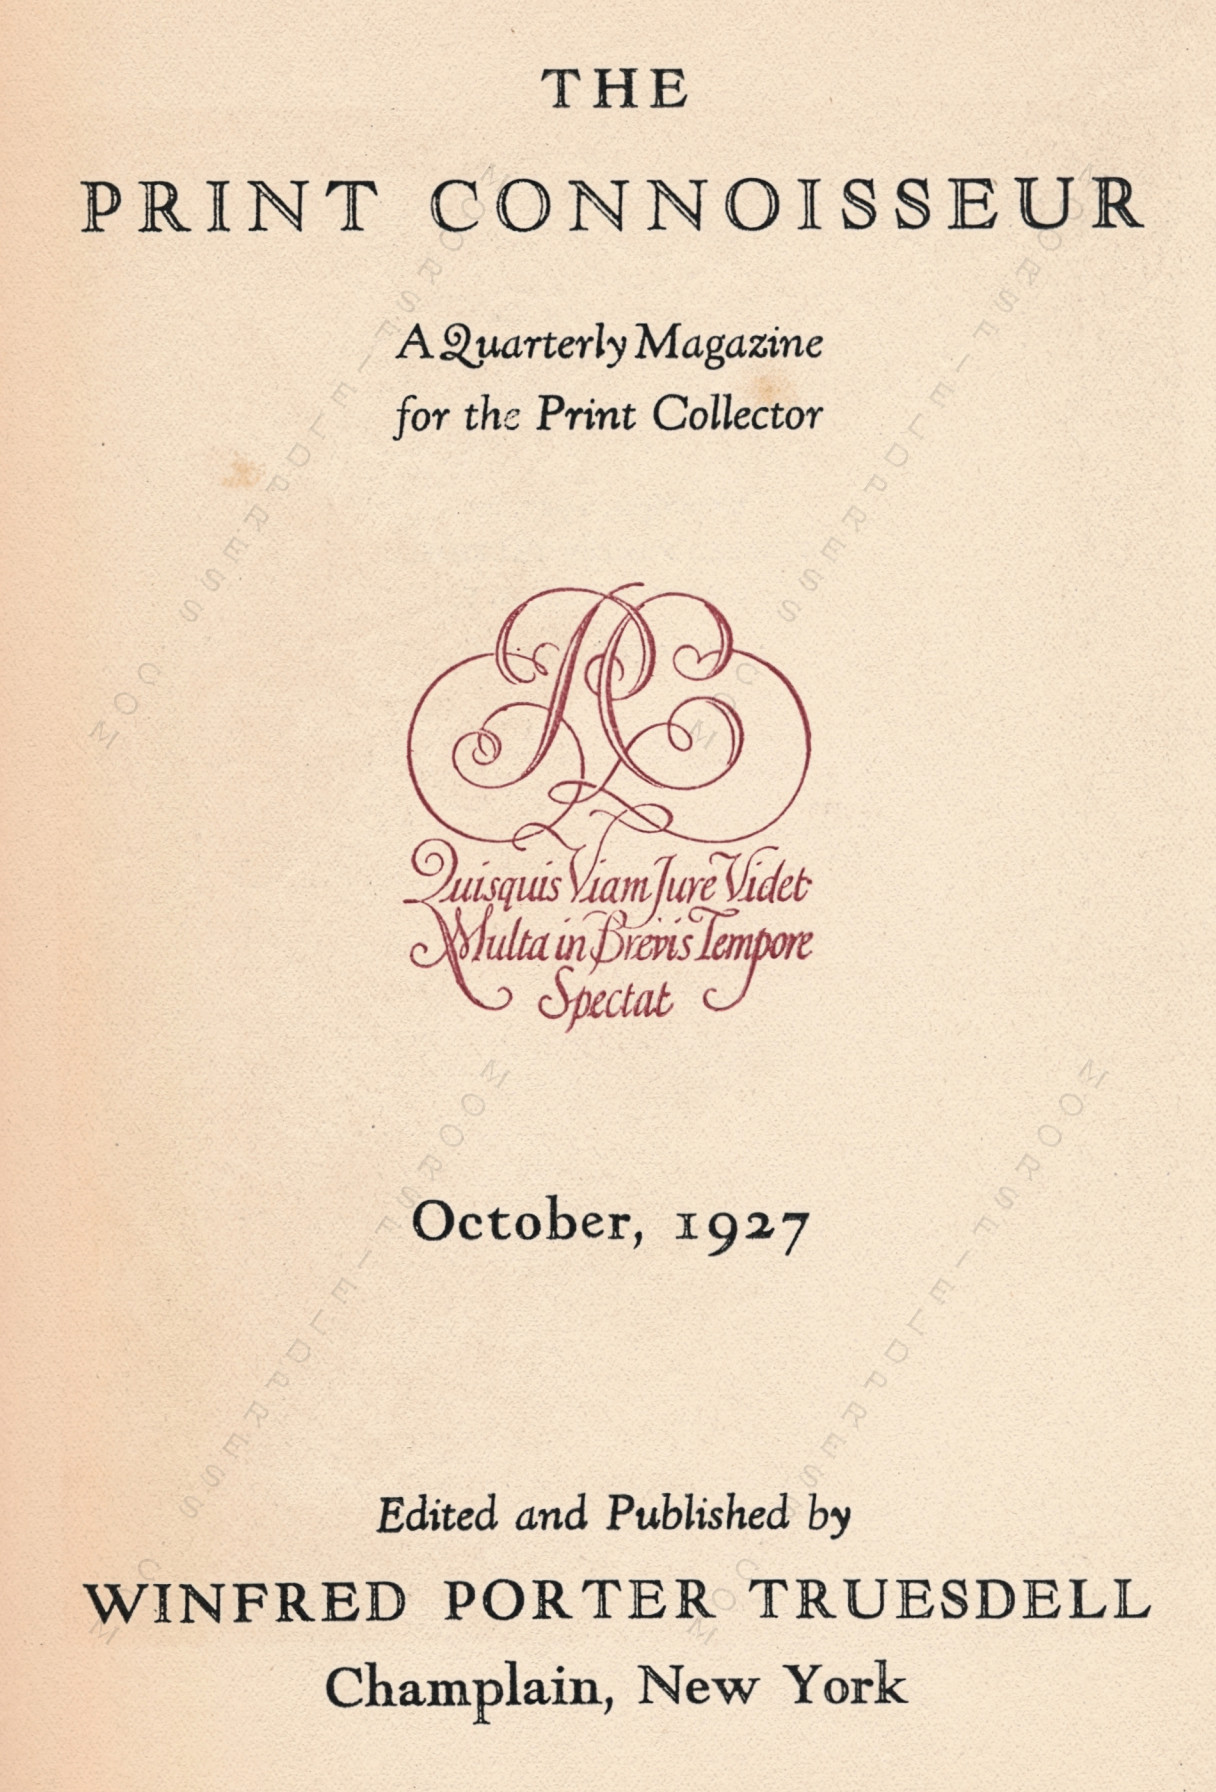 THE
PRINT CONNOISSEUR
A Quarterly Magazine
for the Print Collector
Quisquis Viam Jure Videt
Multa in Brevis Tempore
Spectat
October, 1927
Edited and Published by
WINFRED PORTER TRUESDELL
Champlain, New York